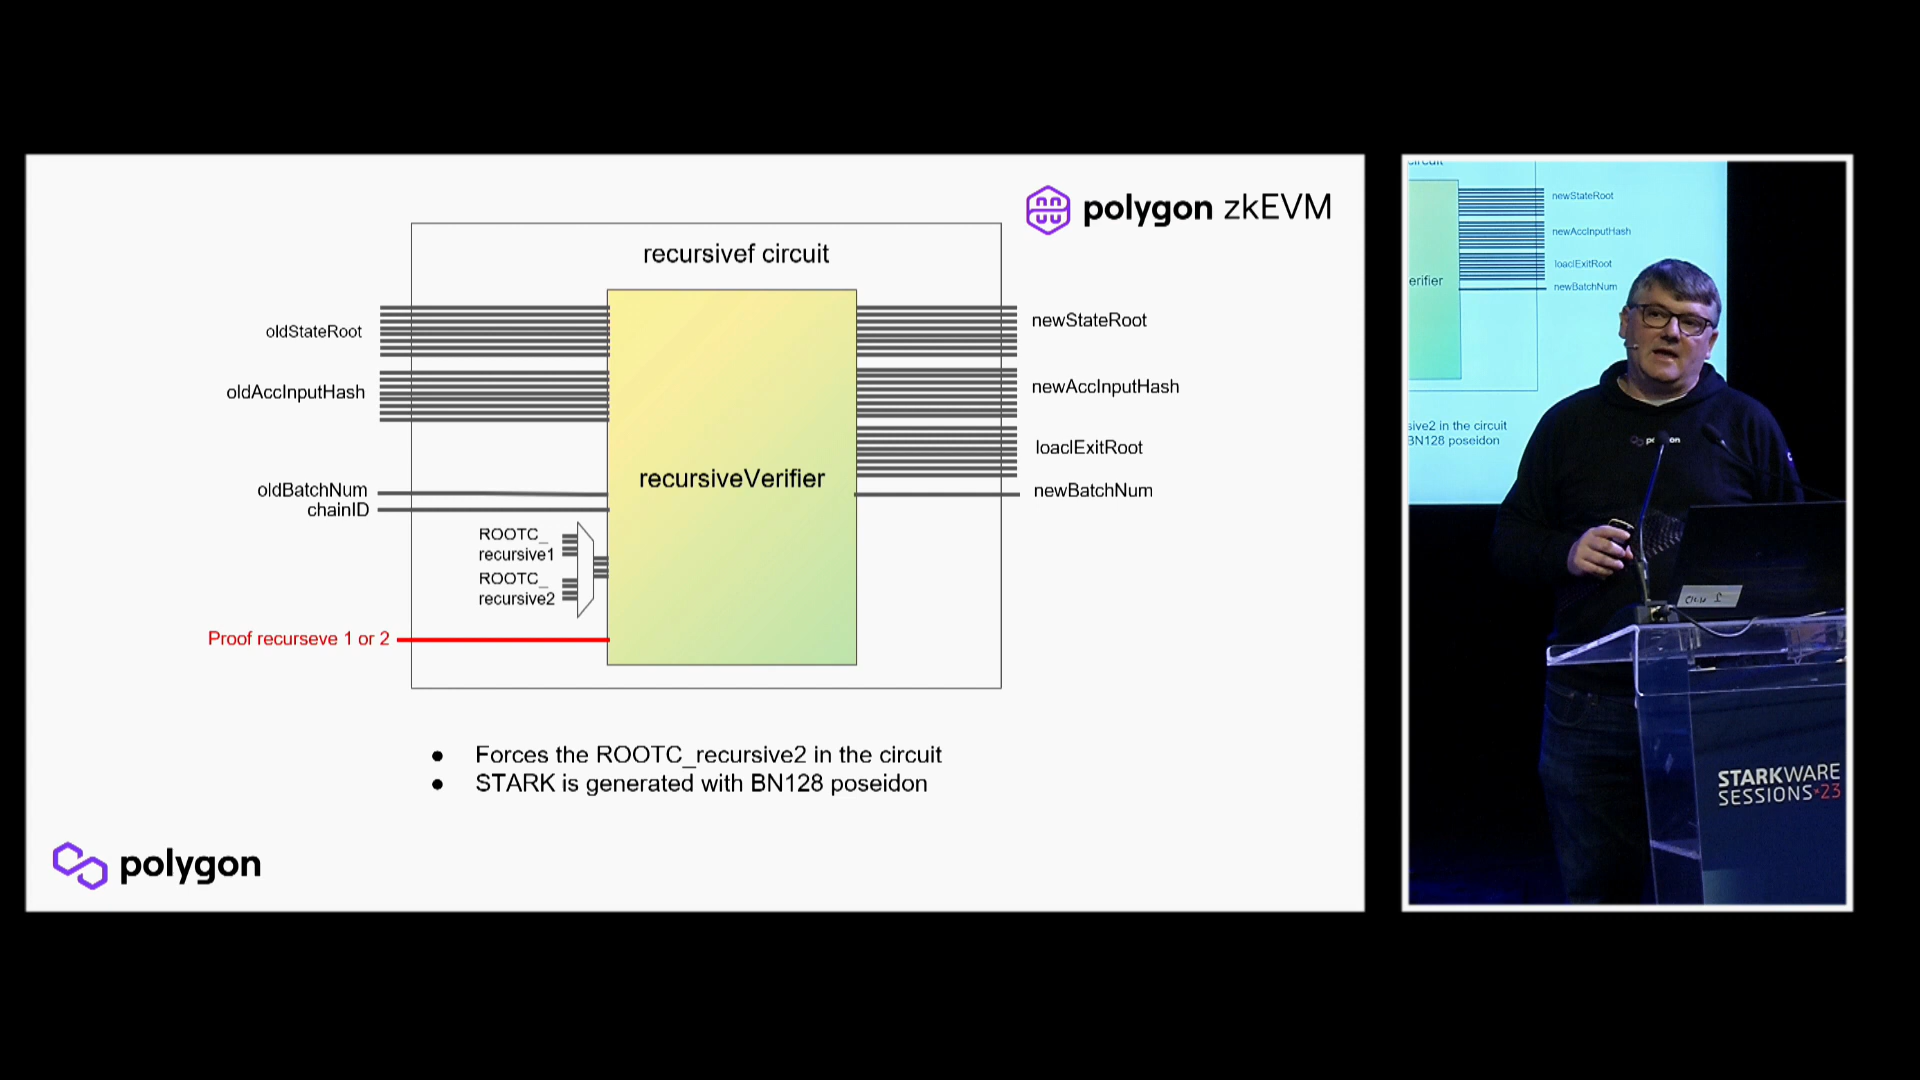 polygon zkEVM
recursivef circuit
oldStateRoot
oldAccInputHash
oldBatchNum
chainID
ROOTC_
recursive1
ROOTC_
recursive2
Proof recurseve 1 or 2
recursiveVerifier
newStateRoot
newAccInputHash
loaclExitRoot
newBatchNum
● Forces the ROOTC_recursive2 in the circuit
● STARK is generated with BN128 poseidon
polygon
newStateRoot
newAccInputHash
loaclExitRoot
newBatchNum
erifier
sive2 in the circuit
BN128 poseidon
STARKWARE
SESSIONS 23